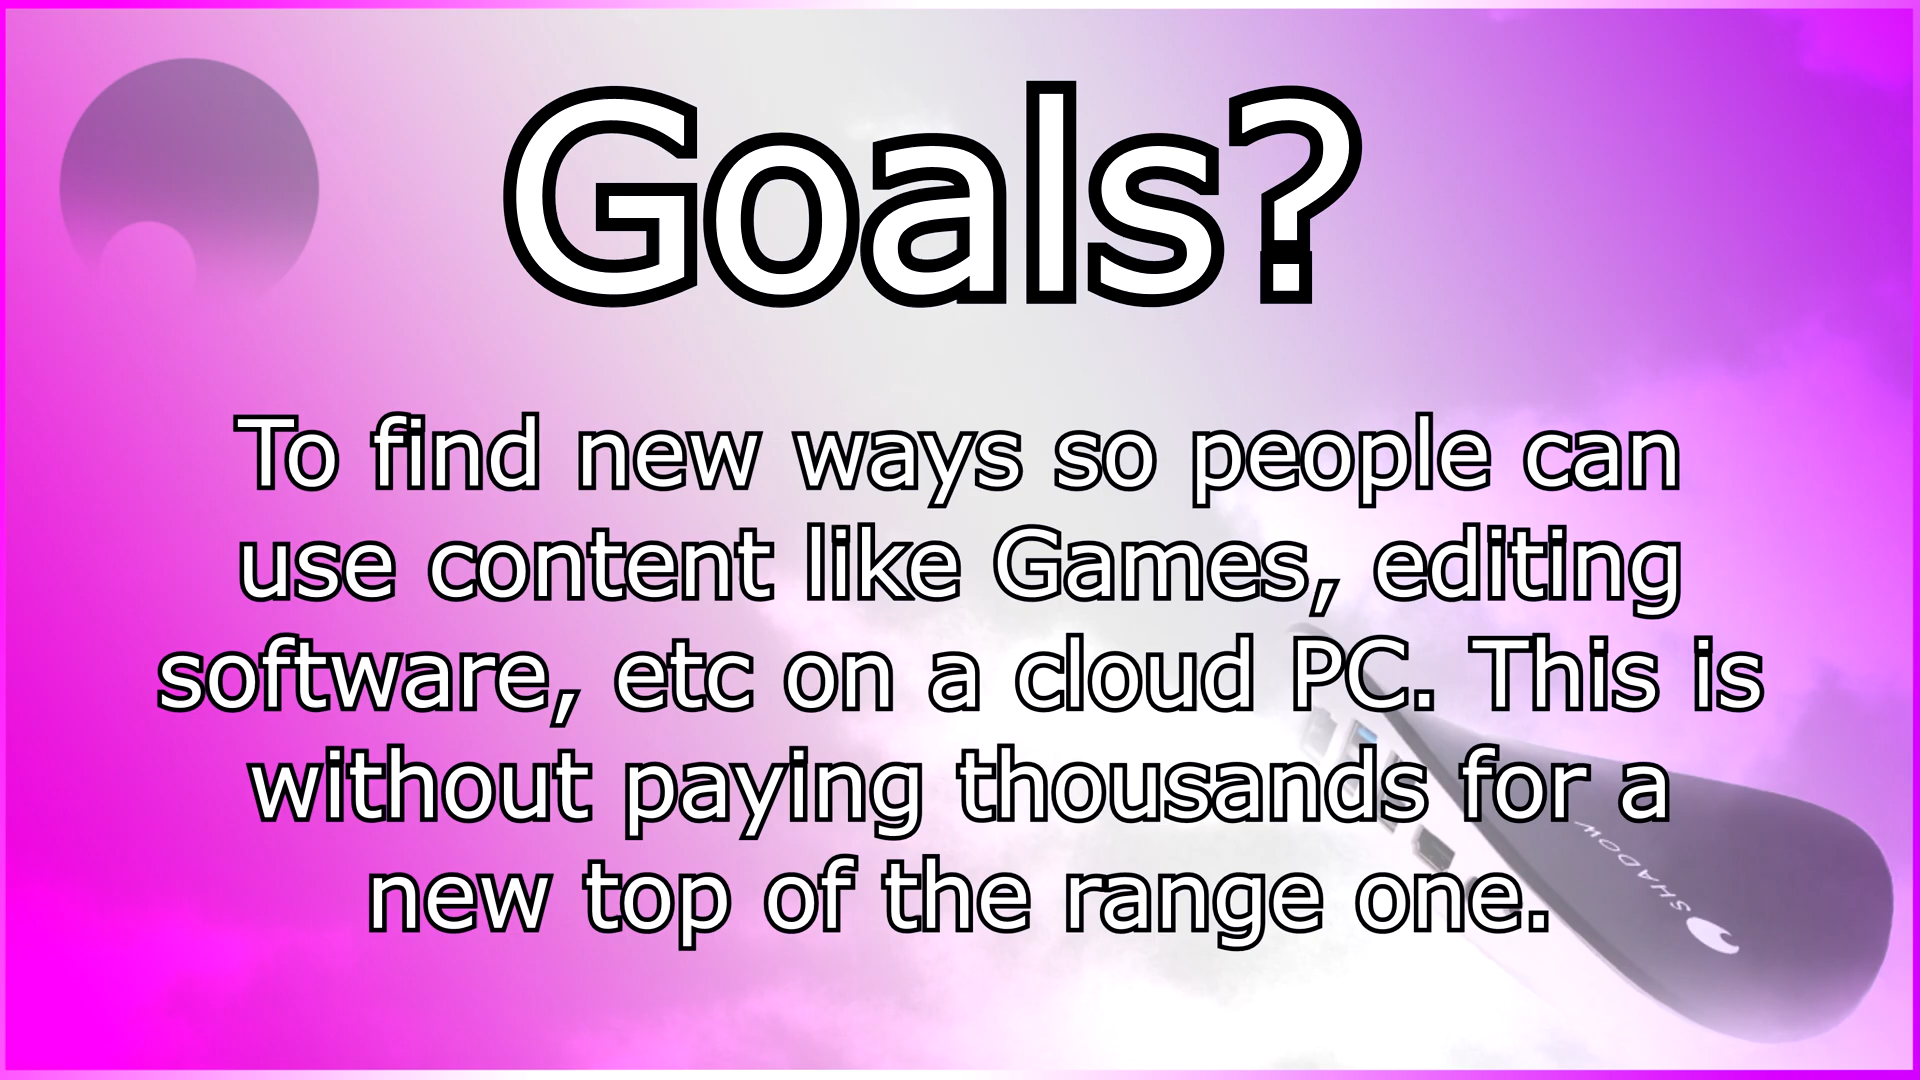 Goals?
To find new ways so people can
use content like Games, editing
software, etc on a cloud PC. This is
without paying thousands for a
new top of the range one.
SHADOW